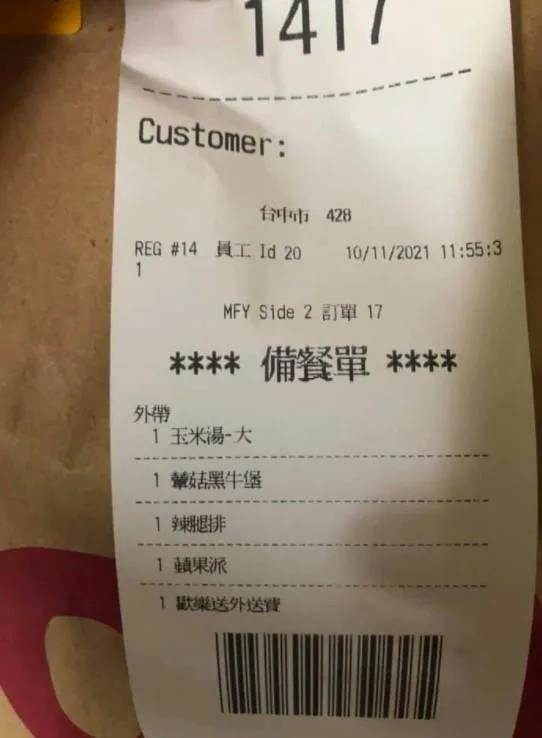 1417
Customer:
台中市 428
REG #14 員工 Id 20 10/11/2021 11:55:3
1
MFY Side 2 訂單 17
**** 備餐單 ****
外帶
1 玉米湯-大
1 蕈菇黑牛堡
1 辣腿排
1 蘋果派
1 歡樂送外送費